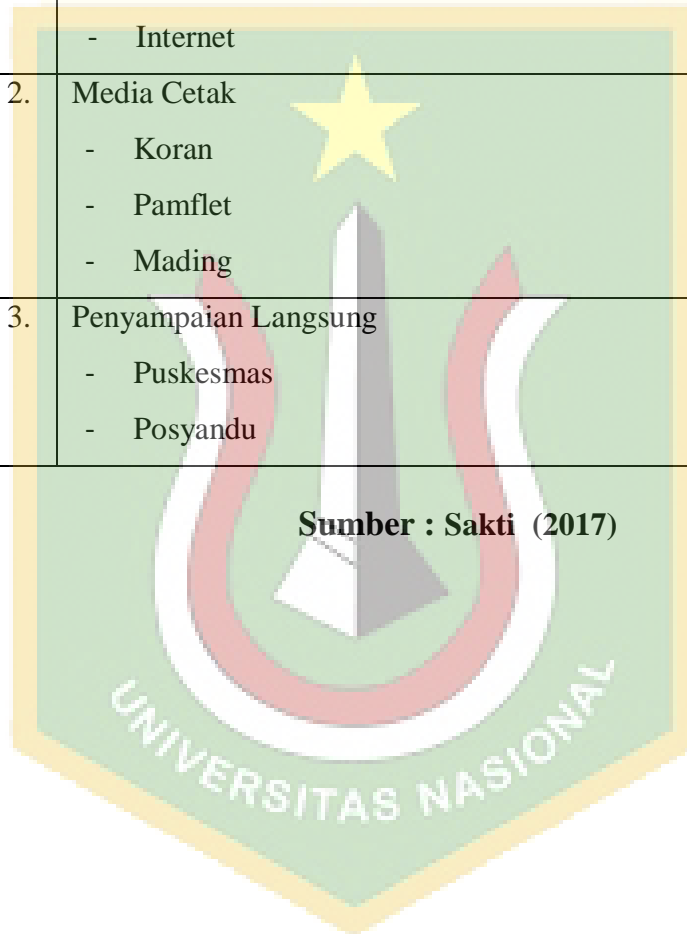 - Internet
2. Media Cetak
- Koran
- Pamflet
- Mading
3. Penyampaian Langsung
- Puskesmas
- Posyandu
Sumber : Sakti (2017)
UNIVERSITAS NASIONAL